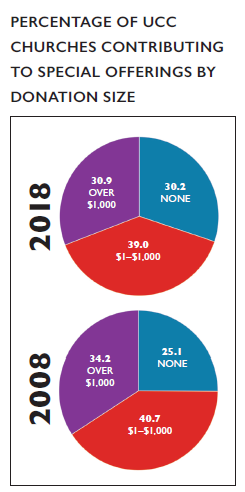 PERCENTAGE OF UCC
CHURCHES CONTRIBUTING
TO SPECIAL OFFERINGS BY
DONATION SIZE
2018
30.9
OVER
$1,000
30.2
NONE
39.0
$1–$1,000
2008
34.2
OVER
$1,000
25.1
NONE
40.7
$1–$1,000